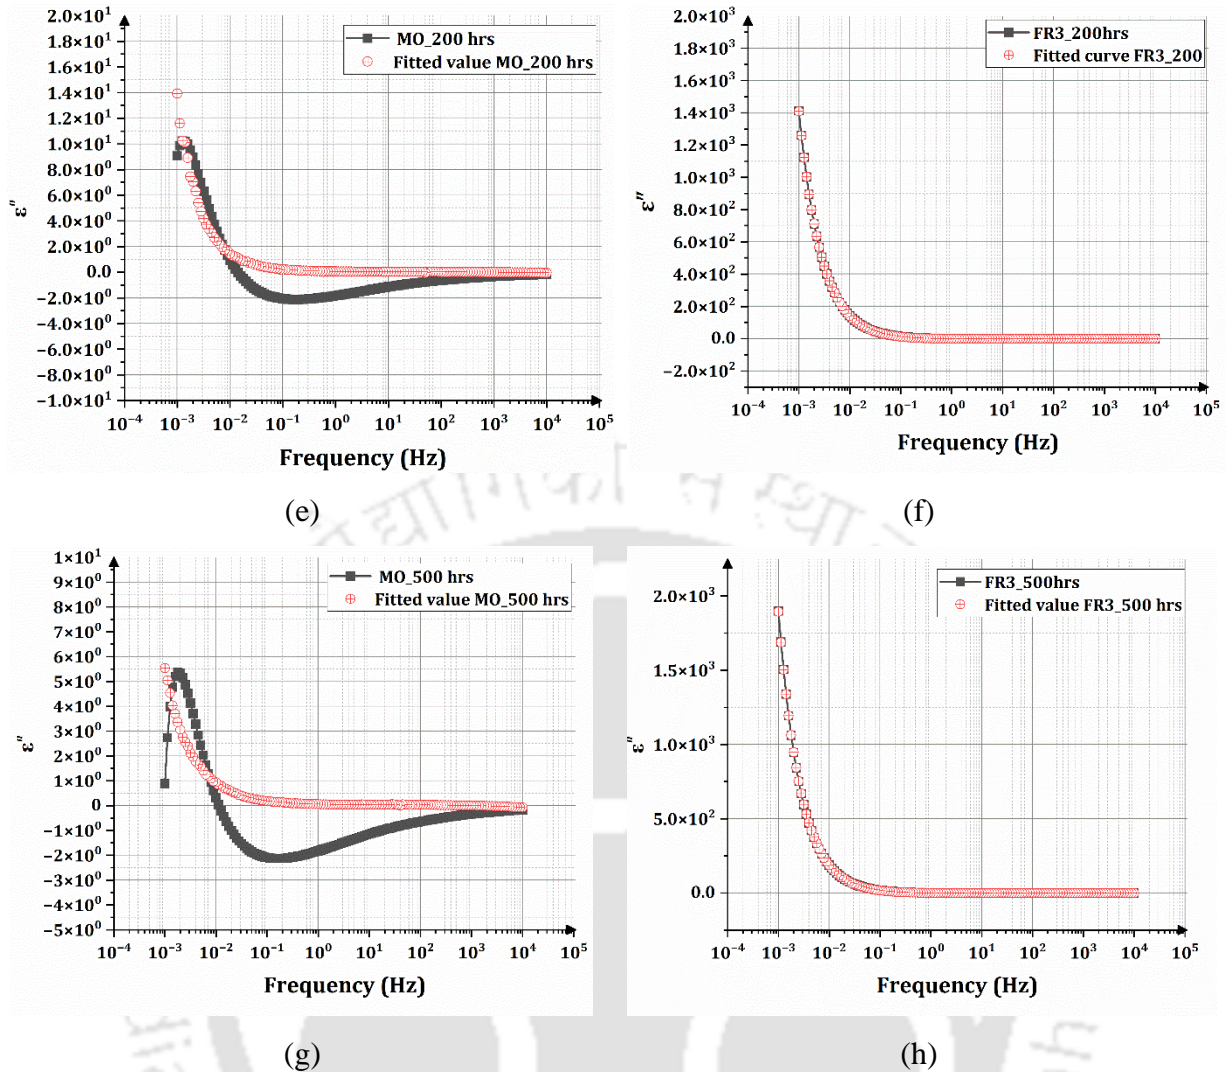 MO_200 hrs
Fitted value MO_200 hrs
2.0×10¹
1.8×10¹
1.6×10¹
1.4×10¹
1.2×10¹
1.0×10¹
8.0×10⁰
6.0×10⁰
4.0×10⁰
2.0×10⁰
0.0
−2.0×10⁰
−4.0×10⁰
−6.0×10⁰
−8.0×10⁰
−1.0×10¹
ε″
10⁻⁴ 10⁻³ 10⁻² 10⁻¹ 10⁰ 10¹ 10² 10³ 10⁴ 10⁵
Frequency (Hz)
(e)
FR3_200hrs
Fitted curve FR3_200
2.0×10³
1.8×10³
1.6×10³
1.4×10³
1.2×10³
1.0×10³
8.0×10²
6.0×10²
4.0×10²
2.0×10²
0.0
−2.0×10²
ε″
10⁻⁴ 10⁻³ 10⁻² 10⁻¹ 10⁰ 10¹ 10² 10³ 10⁴ 10⁵
Frequency (Hz)
(f)
MO_500 hrs
Fitted value MO_500 hrs
1×10¹
9×10⁰
8×10⁰
7×10⁰
6×10⁰
5×10⁰
4×10⁰
3×10⁰
2×10⁰
1×10⁰
0
−1×10⁰
−2×10⁰
−3×10⁰
−4×10⁰
−5×10⁰
ε″
10⁻⁴ 10⁻³ 10⁻² 10⁻¹ 10⁰ 10¹ 10² 10³ 10⁴ 10⁵
Frequency (Hz)
(g)
FR3_500hrs
Fitted value FR3_500 hrs
2.0×10³
1.5×10³
1.0×10³
5.0×10²
0.0
ε″
10⁻⁴ 10⁻³ 10⁻² 10⁻¹ 10⁰ 10¹ 10² 10³ 10⁴ 10⁵
Frequency (Hz)
(h)